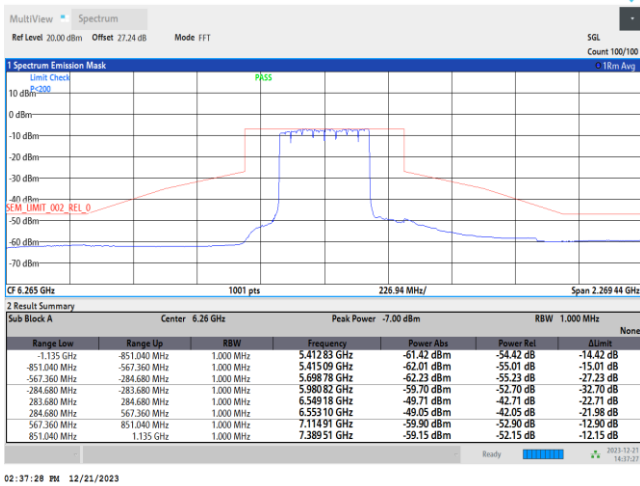 MultiView Spectrum
Ref Level 20.00 dBm Offset 27.24 dB Mode FFT SGL
Count 100/100
1 Spectrum Emission Mask 1Rm Avg
Limit Check PASS
P<200
10 dBm
0 dBm
-10 dBm
-20 dBm
-30 dBm
-40 dBm
SEM_LIMIT_002_REL_0
-50 dBm
-60 dBm
-70 dBm
CF 6.265 GHz 1001 pts 226.94 MHz/ Span 2.269 44 GHz
2 Result Summary
Sub Block A Center 6.26 GHz Peak Power -7.00 dBm RBW 1.000 MHz
None
Range Low Range Up RBW Frequency Power Abs Power Rel ΔLimit
-1.135 GHz -851.040 MHz 1.000 MHz 5.412 83 GHz -61.42 dBm -54.42 dB -14.42 dB
-851.040 MHz -567.360 MHz 1.000 MHz 5.415 09 GHz -62.01 dBm -55.01 dB -15.01 dB
-567.360 MHz -284.680 MHz 1.000 MHz 5.698 78 GHz -62.23 dBm -55.23 dB -27.23 dB
-284.680 MHz -283.680 MHz 1.000 MHz 5.980 82 GHz -59.70 dBm -52.70 dB -32.70 dB
283.680 MHz 284.680 MHz 1.000 MHz 6.549 18 GHz -49.71 dBm -42.71 dB -22.71 dB
284.680 MHz 567.360 MHz 1.000 MHz 6.553 10 GHz -49.05 dBm -42.05 dB -21.98 dB
567.360 MHz 851.040 MHz 1.000 MHz 7.114 91 GHz -59.90 dBm -52.90 dB -12.90 dB
851.040 MHz 1.135 GHz 1.000 MHz 7.389 51 GHz -59.15 dBm -52.15 dB -12.15 dB
Ready 2023-12-21
14:37:27
02:37:28 PM 12/21/2023